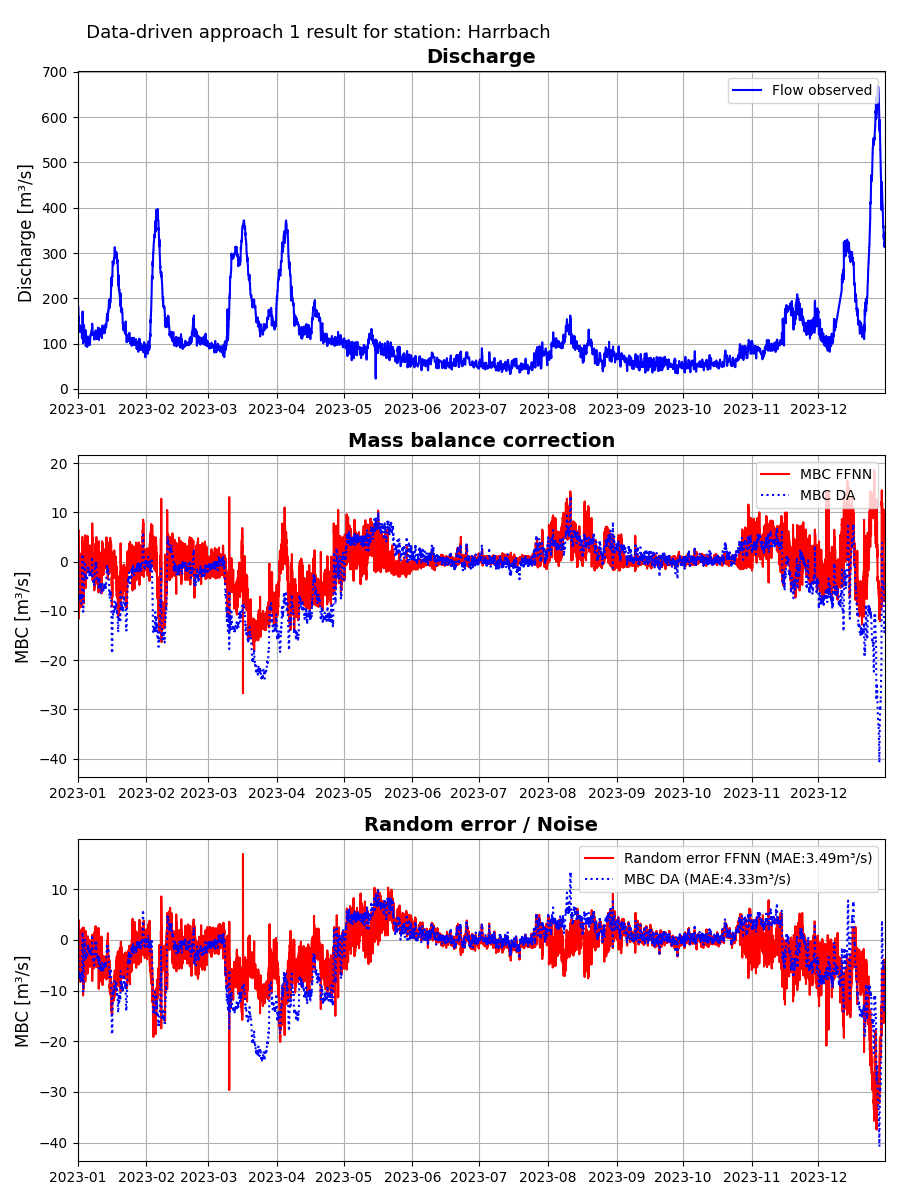 Data-driven approach 1 result for station: Harrbach
Discharge
700
600
500
400
300
200
100
0
Discharge [m³/s]
Flow observed
2023-01 2023-02 2023-03 2023-04 2023-05 2023-06 2023-07 2023-08 2023-09 2023-10 2023-11 2023-12
Mass balance correction
20
10
0
−10
−20
−30
−40
MBC [m³/s]
MBC FFNN
MBC DA
2023-01 2023-02 2023-03 2023-04 2023-05 2023-06 2023-07 2023-08 2023-09 2023-10 2023-11 2023-12
Random error / Noise
10
0
−10
−20
−30
−40
MBC [m³/s]
Random error FFNN (MAE:3.49m³/s)
MBC DA (MAE:4.33m³/s)
2023-01 2023-02 2023-03 2023-04 2023-05 2023-06 2023-07 2023-08 2023-09 2023-10 2023-11 2023-12